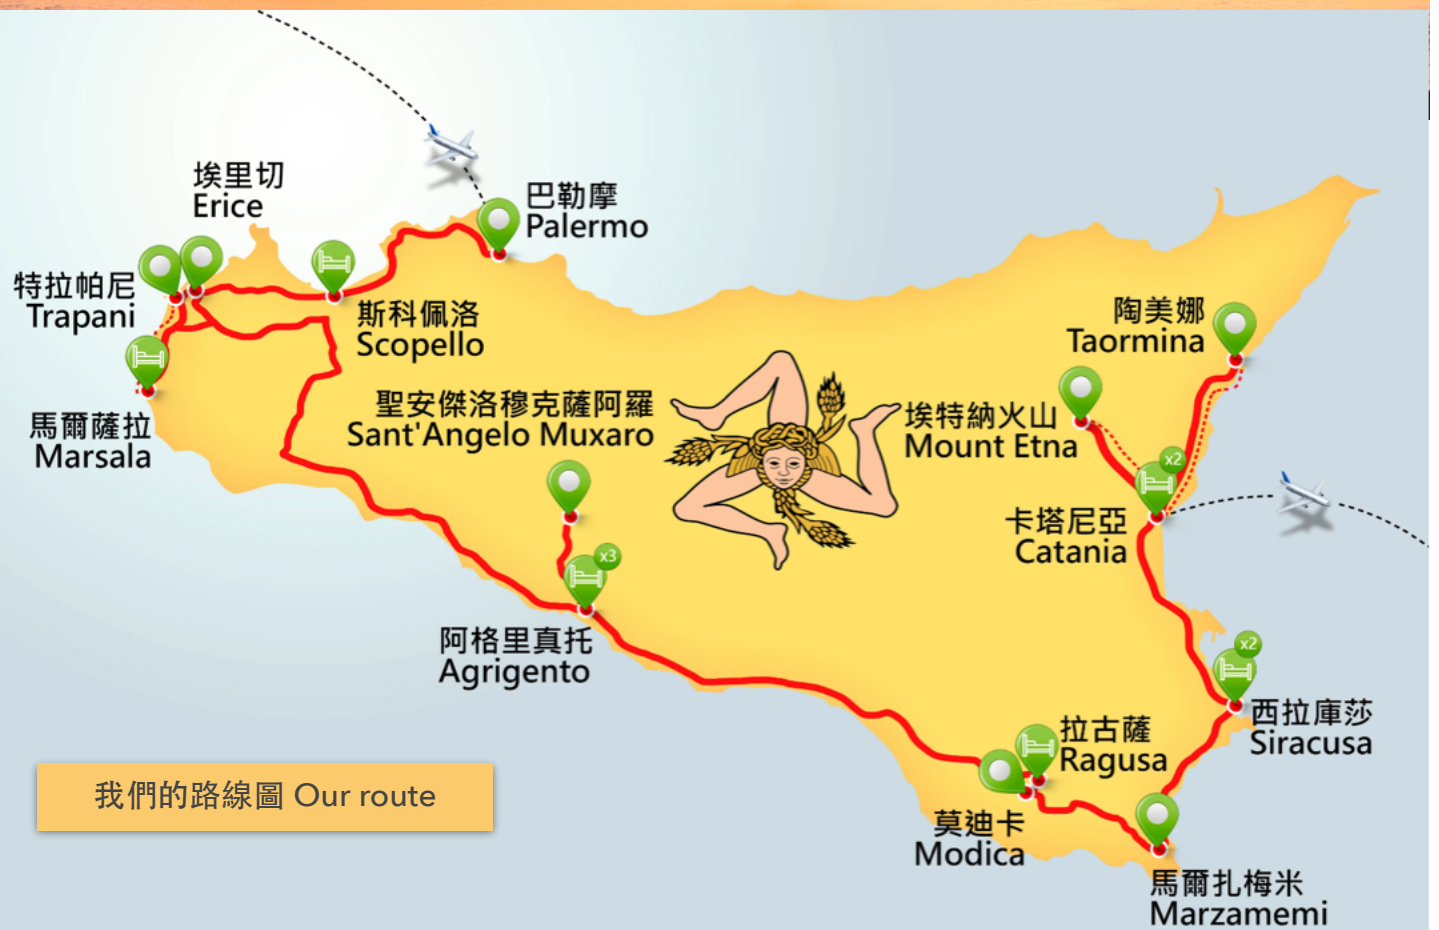 埃里切
Erice
巴勒摩
Palermo
特拉帕尼
Trapani
斯科佩洛
Scopello
陶美娜
Taormina
馬爾薩拉
Marsala
聖安傑洛穆克薩阿羅
Sant'Angelo Muxaro
埃特納火山
Mount Etna
x2
卡塔尼亞
Catania
x3
阿格里真托
Agrigento
x2
西拉庫莎
Siracusa
拉古薩
Ragusa
我們的路線圖 Our route
莫迪卡
Modica
馬爾扎梅米
Marzamemi